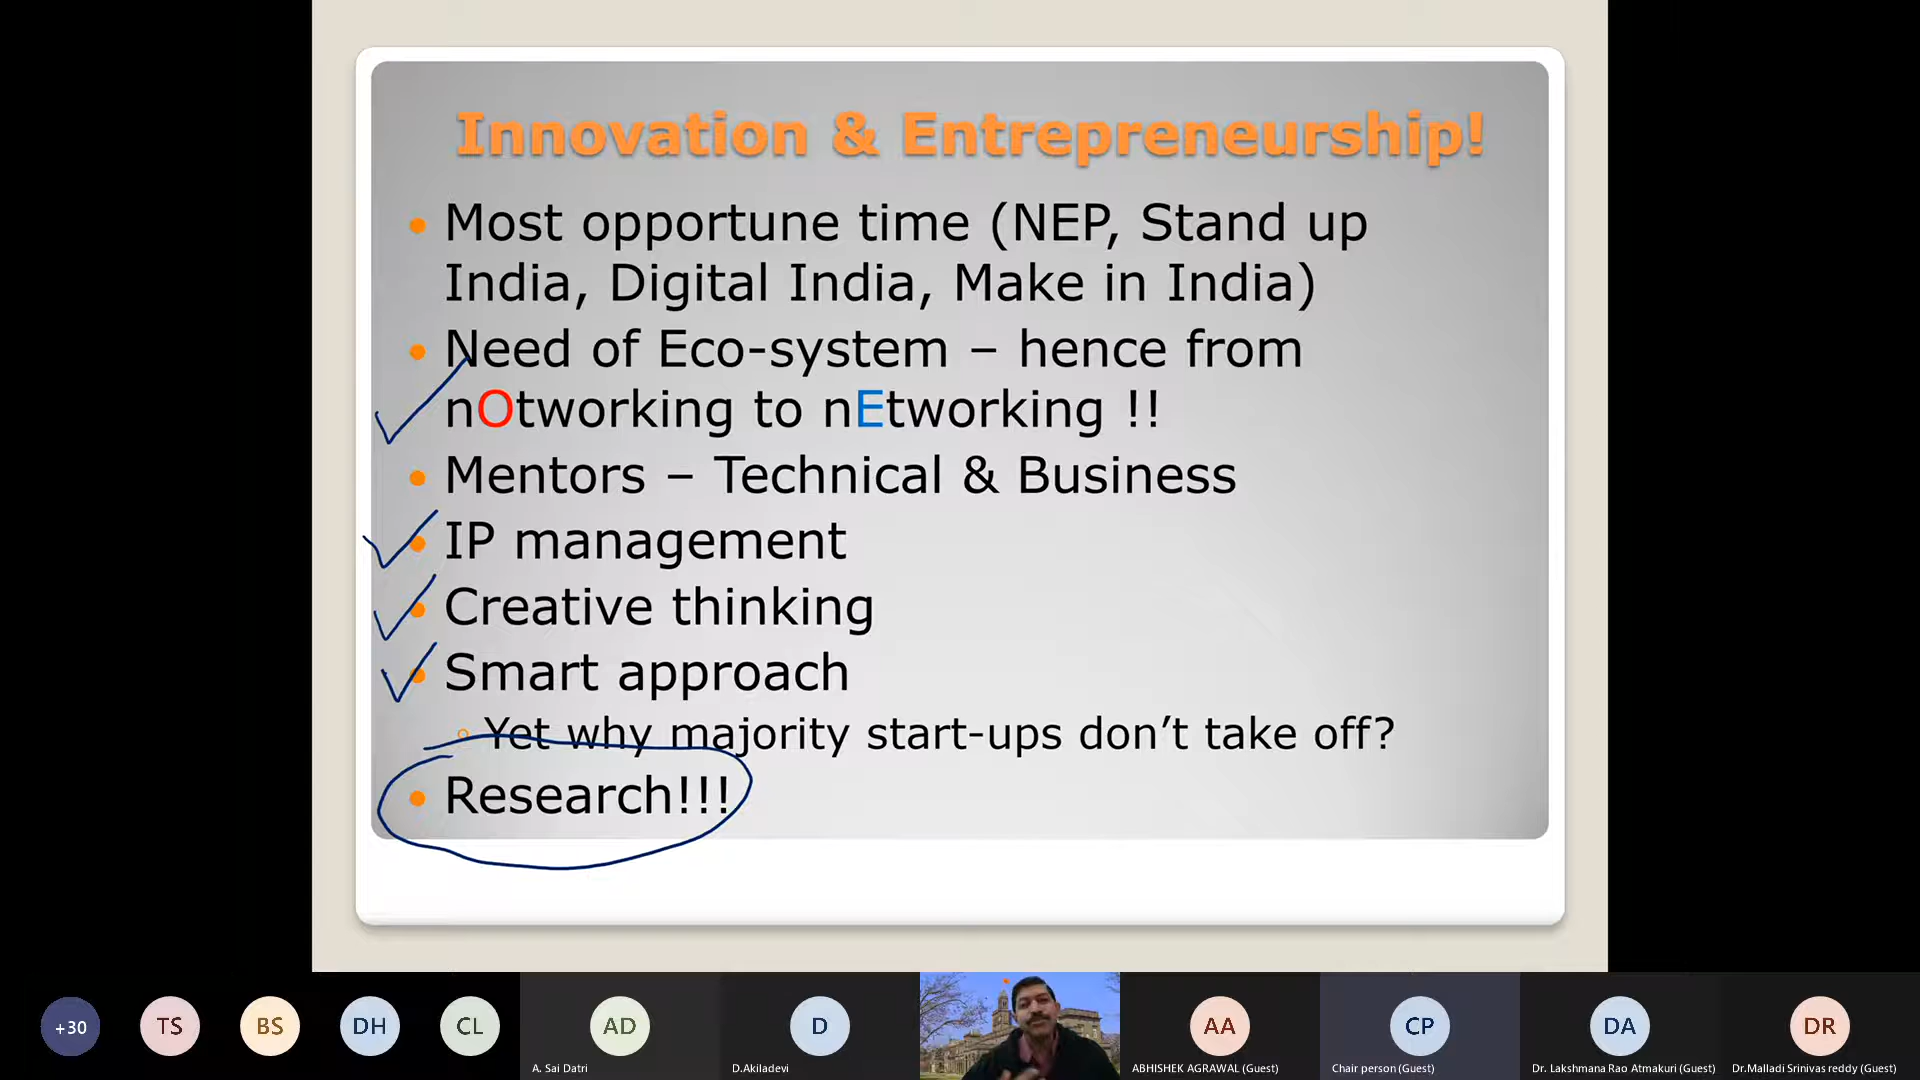 Innovation & Entrepreneurship!
Most opportune time (NEP, Stand up
India, Digital India, Make in India)
Need of Eco-system – hence from
nOtworking to nEtworking !!
Mentors – Technical & Business
IP management
Creative thinking
Smart approach
Yet why majority start-ups don’t take off?
Research!!!
+30
TS
BS
DH
CL
AD
A. Sai Datri
D
D.Akiladevi
AA
ABHISHEK AGRAWAL (Guest)
CP
Chair person (Guest)
DA
Dr. Lakshmana Rao Atmakuri (Guest)
DR
Dr.Malladi Srinivas reddy (Guest)